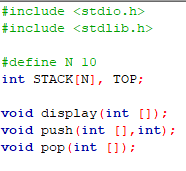 #include <stdio.h>
#include <stdlib.h>
#define N 10
int STACK[N], TOP;
void display(int []);
void push(int [],int);
void pop(int []);